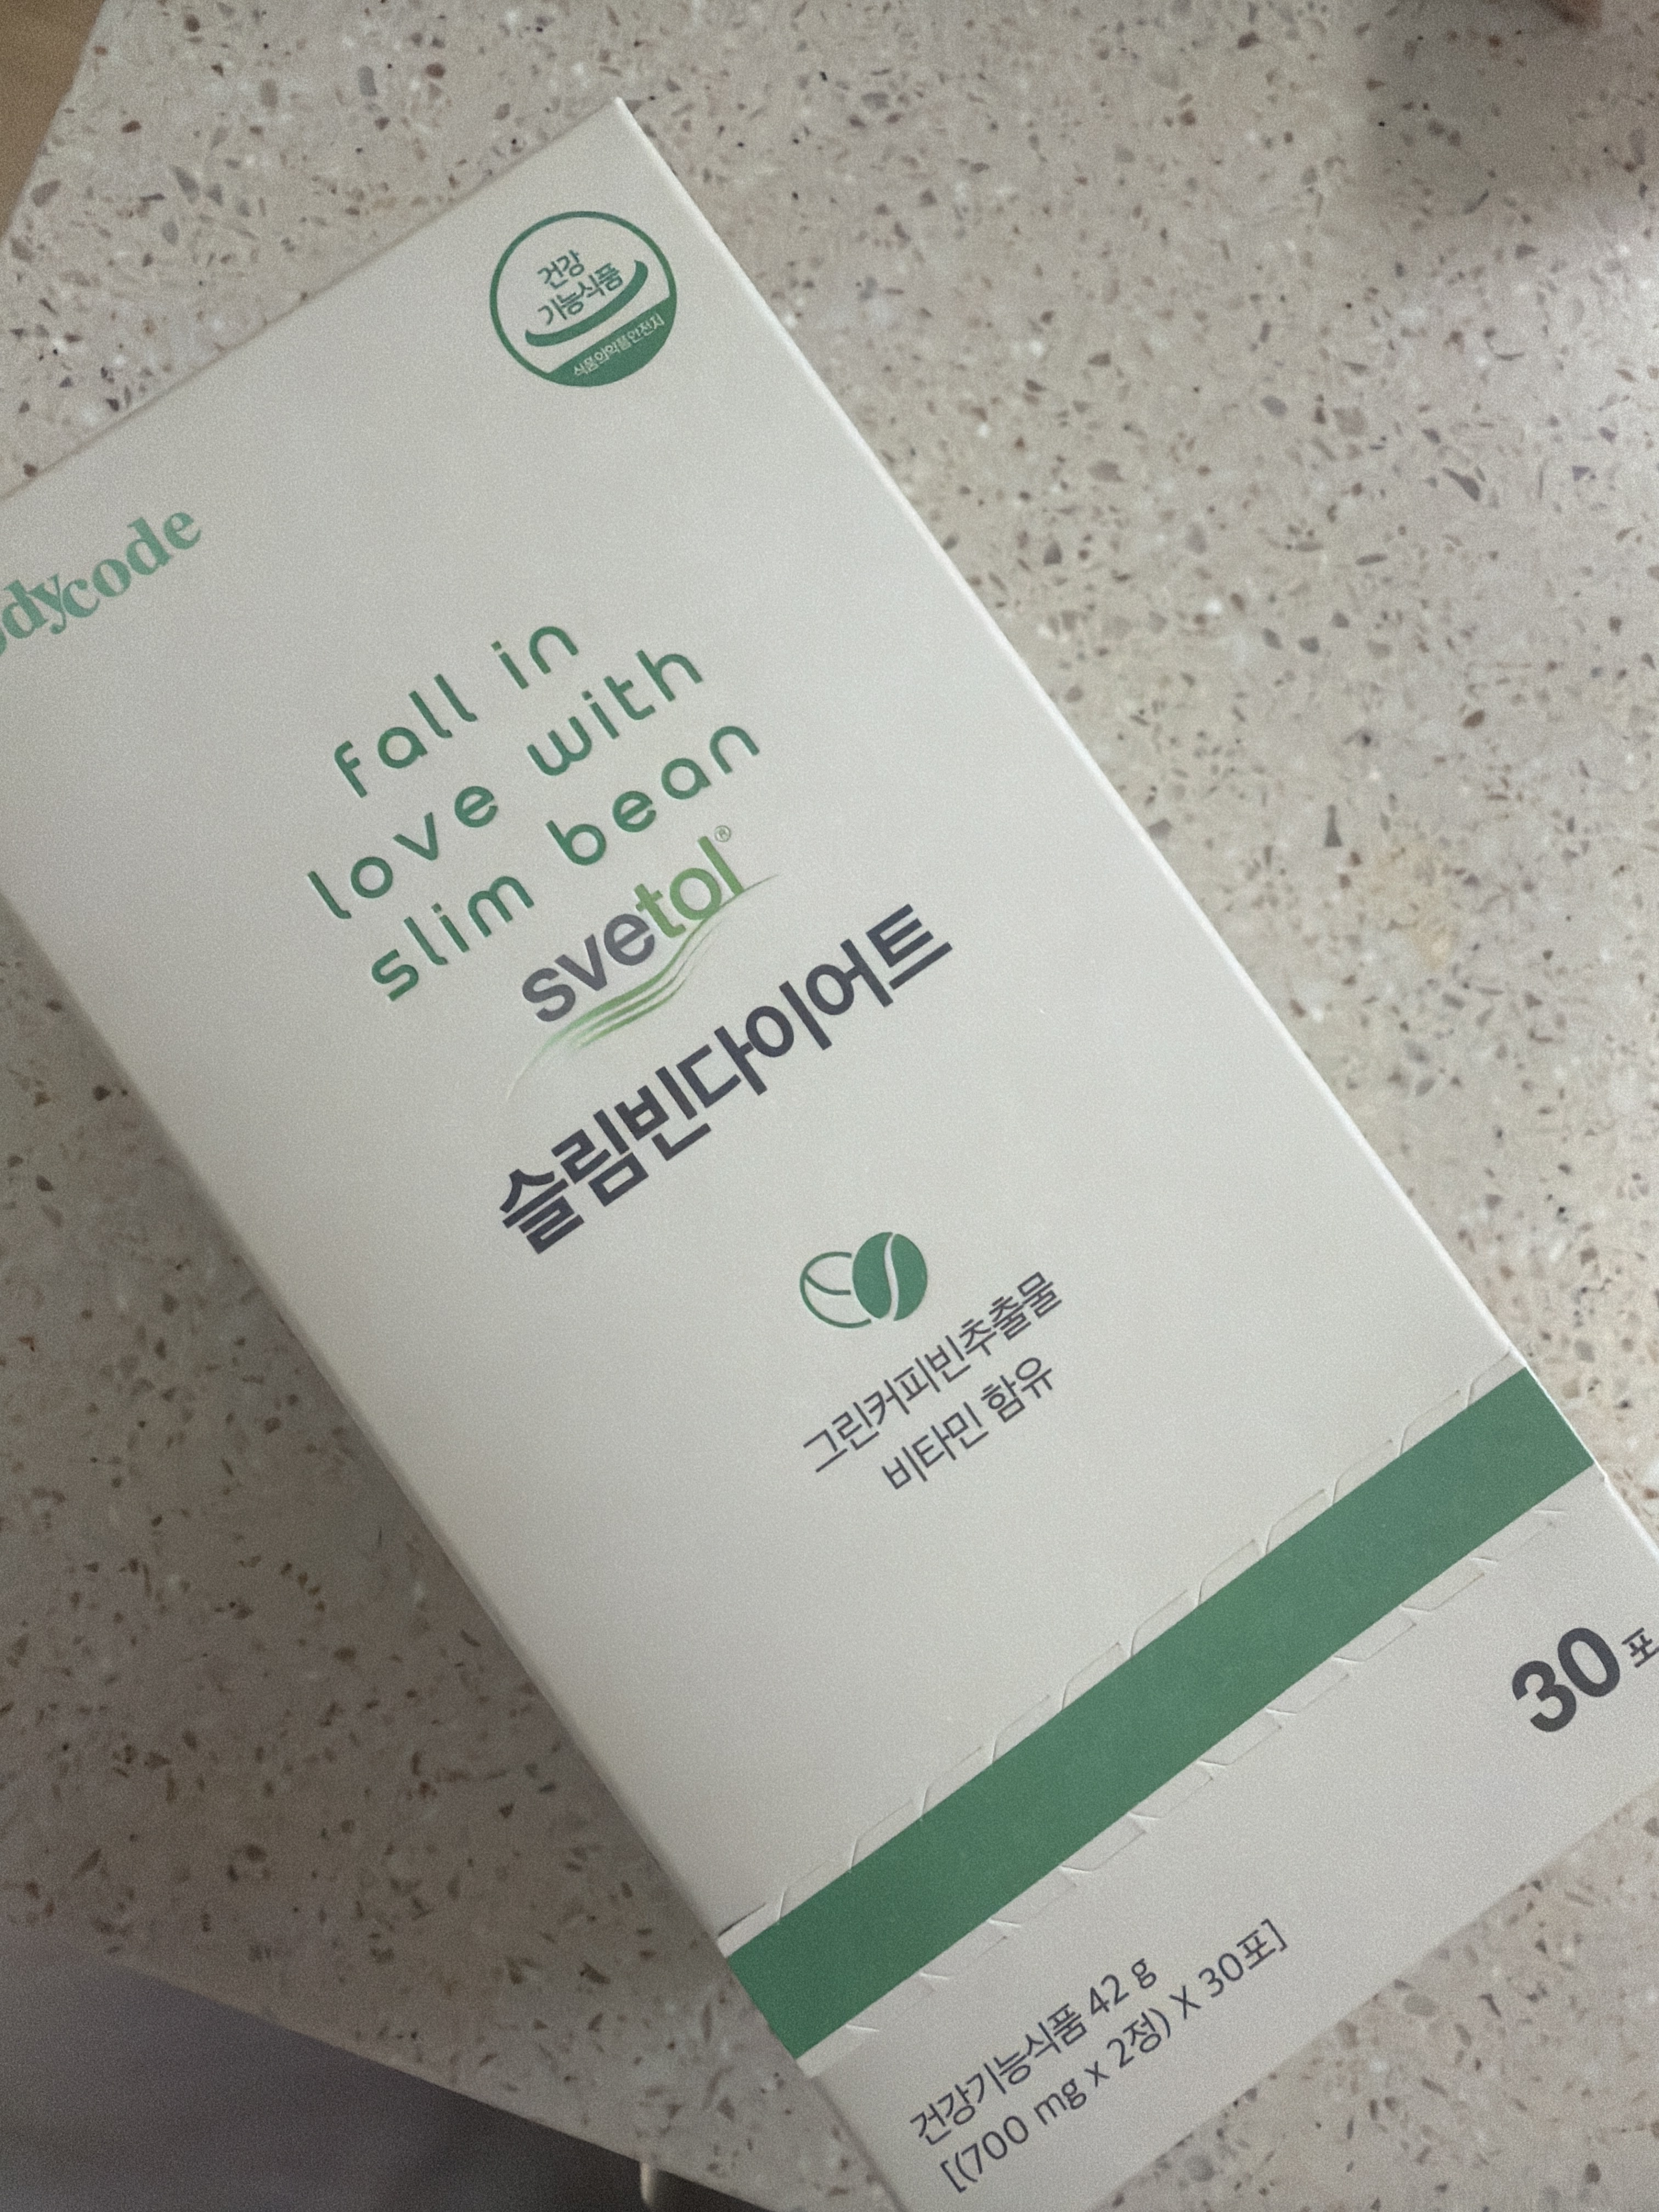 건강
기능식품
식품의약품안전처
dycode
fall in
love with
slim bean
svetol®
슬림빈다이어트
그린커피빈추출물
비타민 함유
30포
건강기능식품 42 g
[(700 mg x 2정) X 30포]